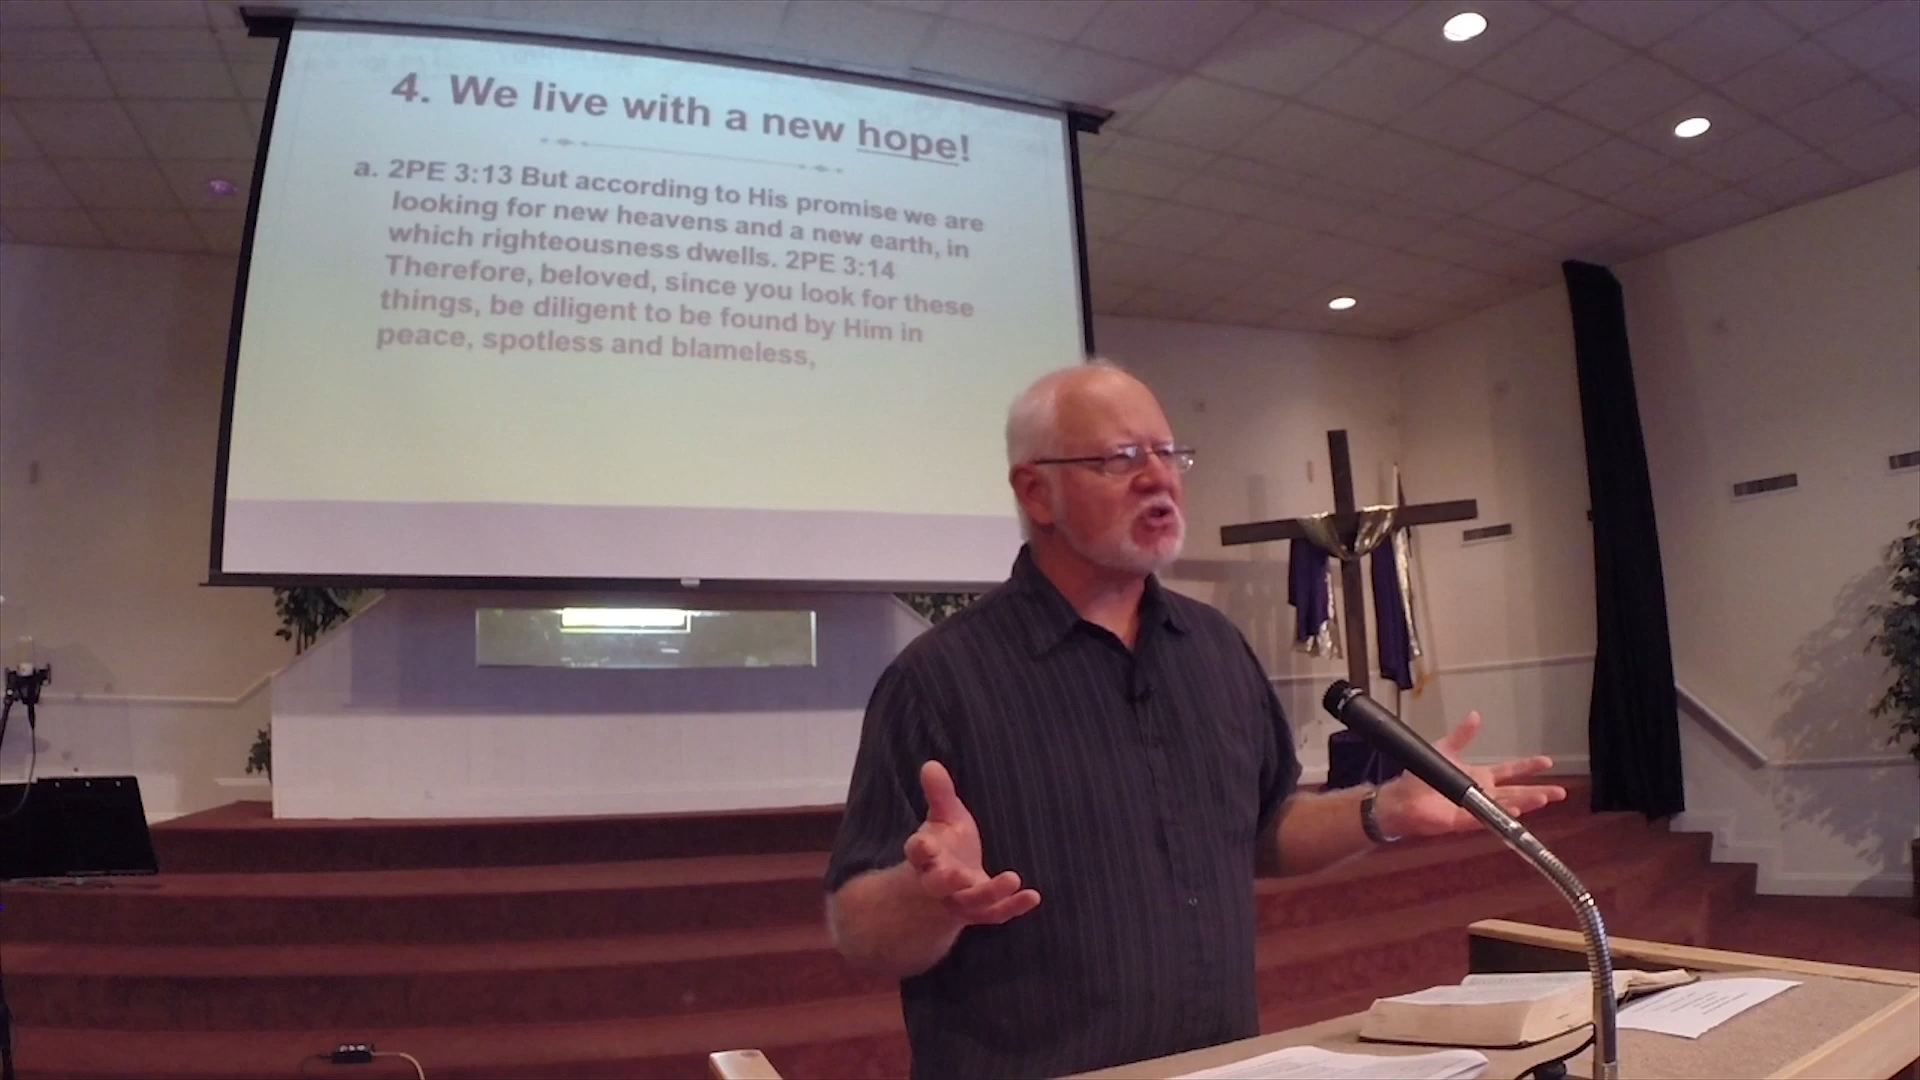 4. We live with a new hope!
a. 2PE 3:13 But according to His promise we are
looking for new heavens and a new earth, in
which righteousness dwells. 2PE 3:14
Therefore, beloved, since you look for these
things, be diligent to be found by Him in
peace, spotless and blameless,